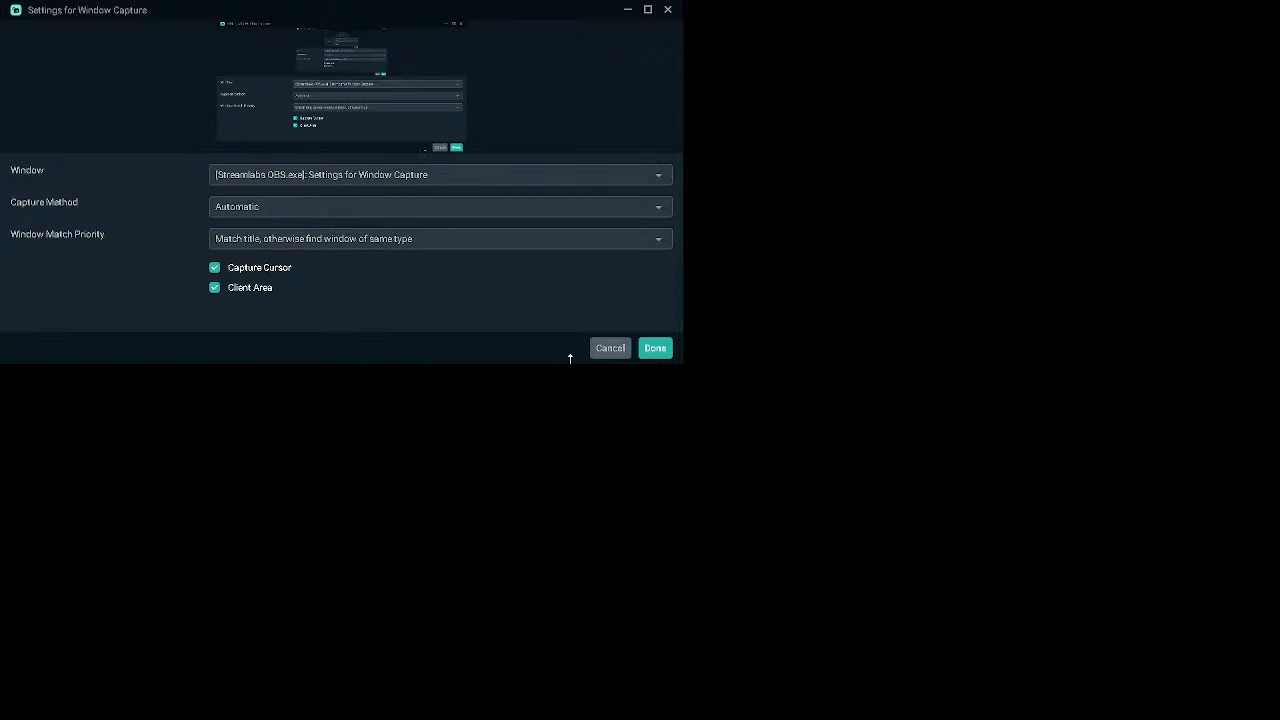 Settings for Window Capture
Window
[Streamlabs OBS.exe]: Settings for Window Capture
Capture Method
Automatic
Window Match Priority
Match title, otherwise find window of same type
Capture Cursor
Client Area
Cancel
Done